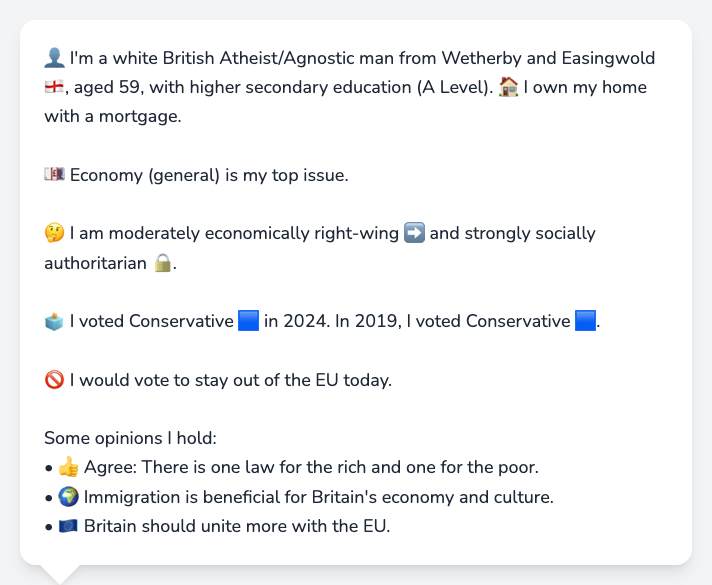 👤 I'm a white British Atheist/Agnostic man from Wetherby and Easingwold
🏴󠁧󠁢󠁥󠁮󠁧󠁿, aged 59, with higher secondary education (A Level). 🏠 I own my home
with a mortgage.
💷 Economy (general) is my top issue.
🤔 I am moderately economically right-wing ➡️ and strongly socially
authoritarian 🔒.
🗳️ I voted Conservative 🟦 in 2024. In 2019, I voted Conservative 🟦.
🚫 I would vote to stay out of the EU today.
Some opinions I hold:
• 👍 Agree: There is one law for the rich and one for the poor.
• 🌍 Immigration is beneficial for Britain's economy and culture.
• 🇪🇺 Britain should unite more with the EU.